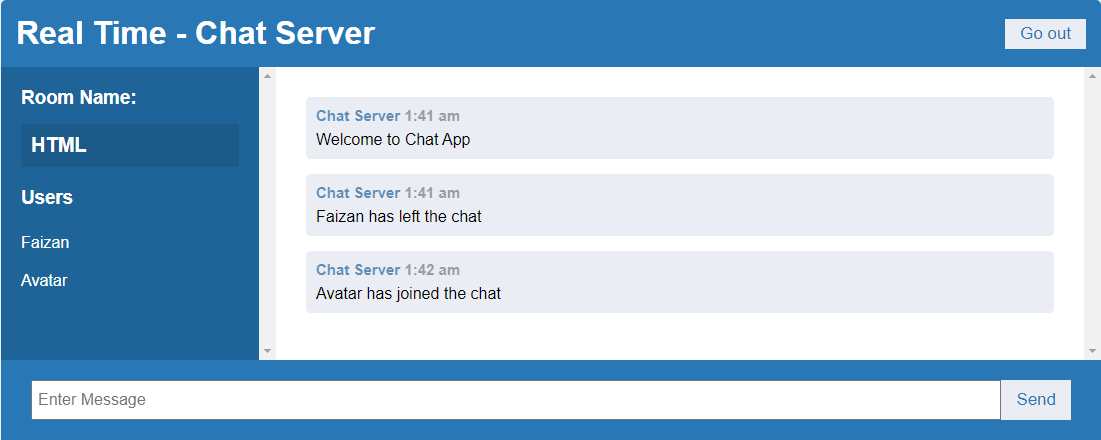 Real Time - Chat Server
Go out
Room Name:
HTML
Users
Faizan
Avatar
Chat Server 1:41 am
Welcome to Chat App
Chat Server 1:41 am
Faizan has left the chat
Chat Server 1:42 am
Avatar has joined the chat
Enter Message
Send